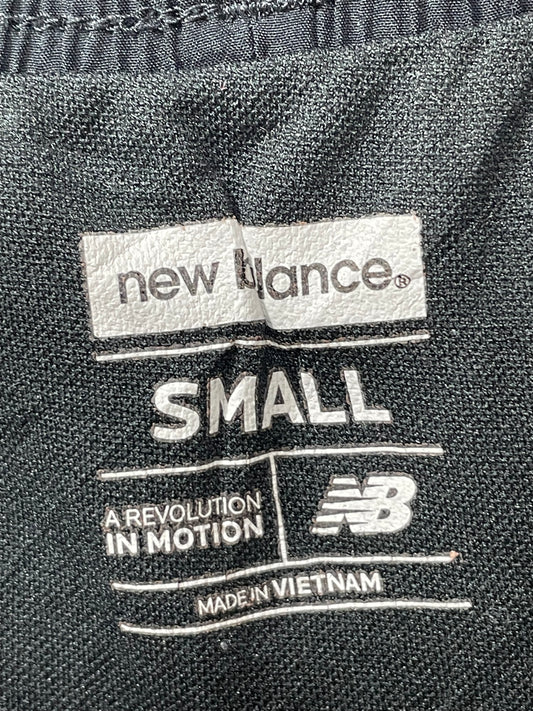 new balance®
SMALL
A REVOLUTION
IN MOTION
NB
MADE IN VIETNAM